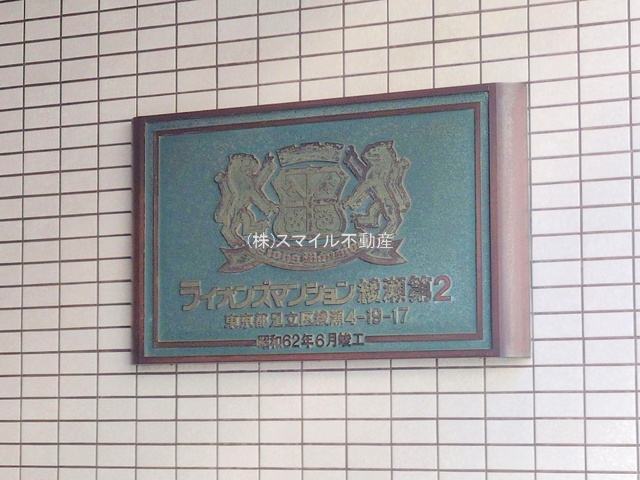 (株)スマイル不動産
Lions Mansion
ライオンズマンション綾瀬第2
東京都足立区綾瀬4-19-17
昭和62年6月竣工